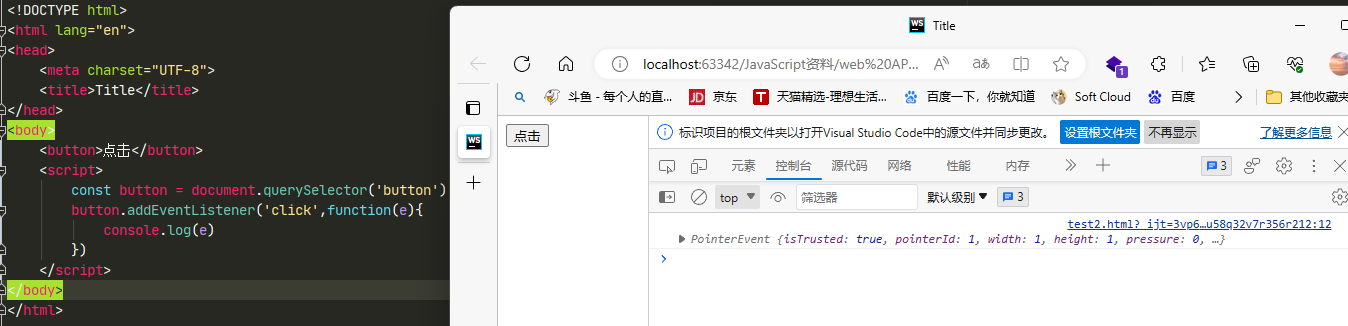 <!DOCTYPE html>
<html lang="en">
<head>
<meta charset="UTF-8">
<title>Title</title>
</head>
<body>
<button>点击</button>
<script>
const button = document.querySelector('button')
button.addEventListener('click',function(e){
console.log(e)
})
</script>
</body>
</html>
WS Title
localhost:63342/JavaScript资料/web%20AP... A aあ 1
斗鱼 - 每个人的直... JD 京东 T 天猫精选-理想生活... 百度一下，你就知道 Soft Cloud du 百度 其他收藏夹
WS
点击
标识项目的根文件夹以打开Visual Studio Code中的源文件并同步更改。 设置根文件夹 不再显示 了解更多信息
元素 控制台 源代码 网络 性能 内存 3
top 筛选器 默认级别 3
test2.html?_ijt=3vp6…u58q32v7r356r212:12
PointerEvent {isTrusted: true, pointerId: 1, width: 1, height: 1, pressure: 0, …}